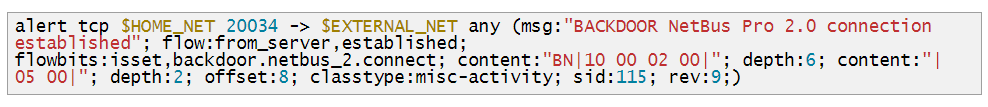 alert tcp $HOME_NET 20034 -> $EXTERNAL_NET any (msg:"BACKDOOR NetBus Pro 2.0 connection
established"; flow:from_server,established;
flowbits:isset,backdoor.netbus_2.connect; content:"BN|10 00 02 00|"; depth:6; content:"|
05 00|"; depth:2; offset:8; classtype:misc-activity; sid:115; rev:9;)